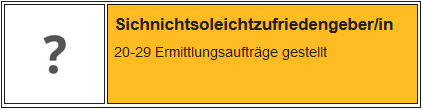 ?
Sichnichtsoleichtzufriedengeber/in
20-29 Ermittlungsaufträge gestellt